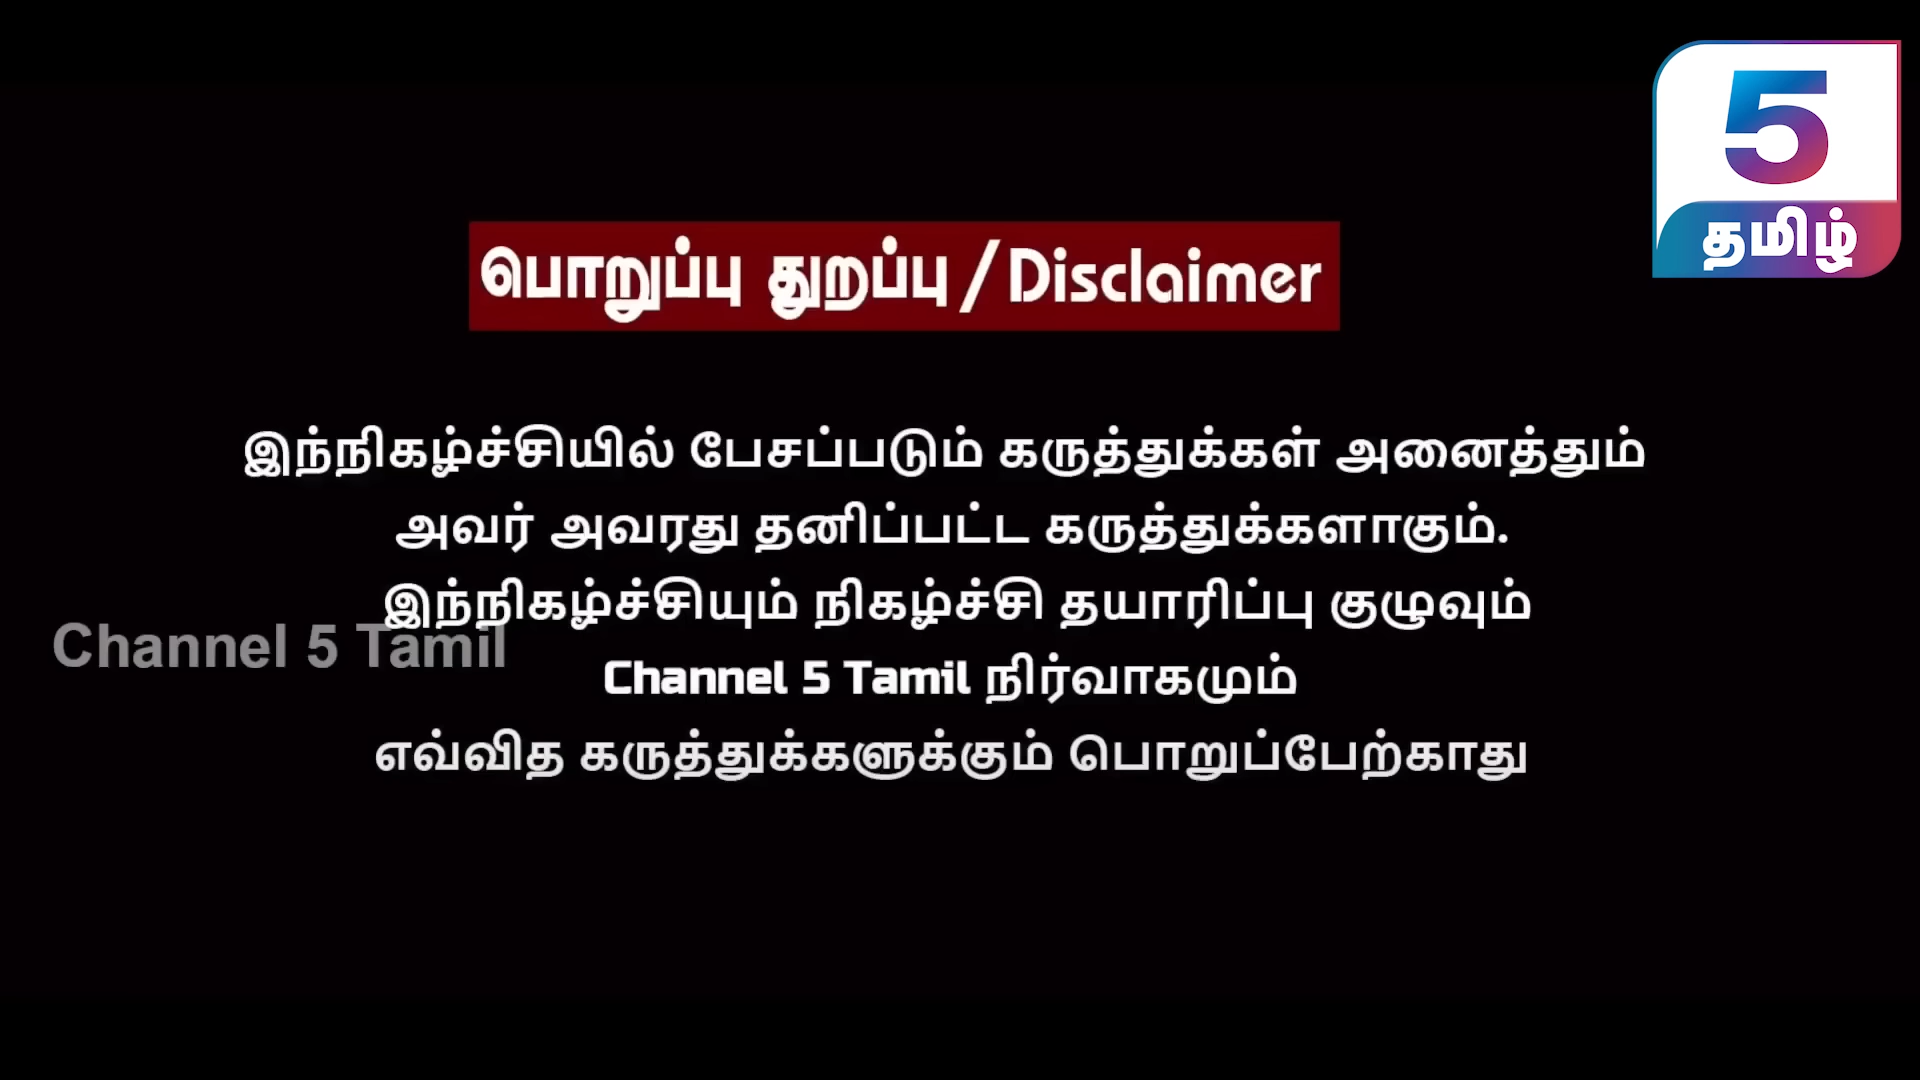 5
தமிழ்
பொறுப்பு துறப்பு / Disclaimer
இந்நிகழ்ச்சியில் பேசப்படும் கருத்துக்கள் அனைத்தும்
அவர் அவரது தனிப்பட்ட கருத்துக்களாகும்.
இந்நிகழ்ச்சியும் நிகழ்ச்சி தயாரிப்பு குழுவும்
Channel 5 Tamil
Channel 5 Tamil நிர்வாகமும்
எவ்வித கருத்துக்களுக்கும் பொறுப்பேற்காது